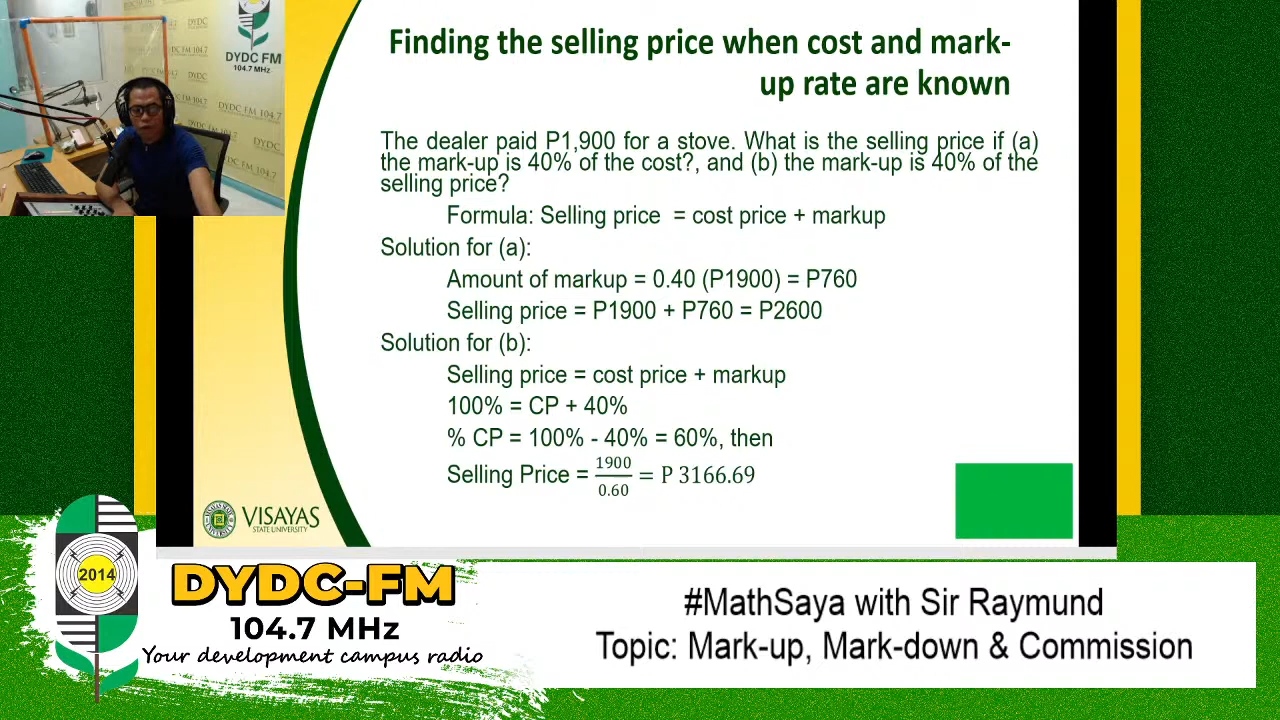 DYDC FM
104.7 MHz
Finding the selling price when cost and mark-
up rate are known
The dealer paid P1,900 for a stove. What is the selling price if (a)
the mark-up is 40% of the cost?, and (b) the mark-up is 40% of the
selling price?
Formula: Selling price = cost price + markup
Solution for (a):
Amount of markup = 0.40 (P1900) = P760
Selling price = P1900 + P760 = P2600
Solution for (b):
Selling price = cost price + markup
100% = CP + 40%
% CP = 100% - 40% = 60%, then
Selling Price = 1900/0.60 = P 3166.69
VISAYAS
STATE UNIVERSITY
2014
DYDC-FM
104.7 MHz
Your development campus radio
#MathSaya with Sir Raymund
Topic: Mark-up, Mark-down & Commission